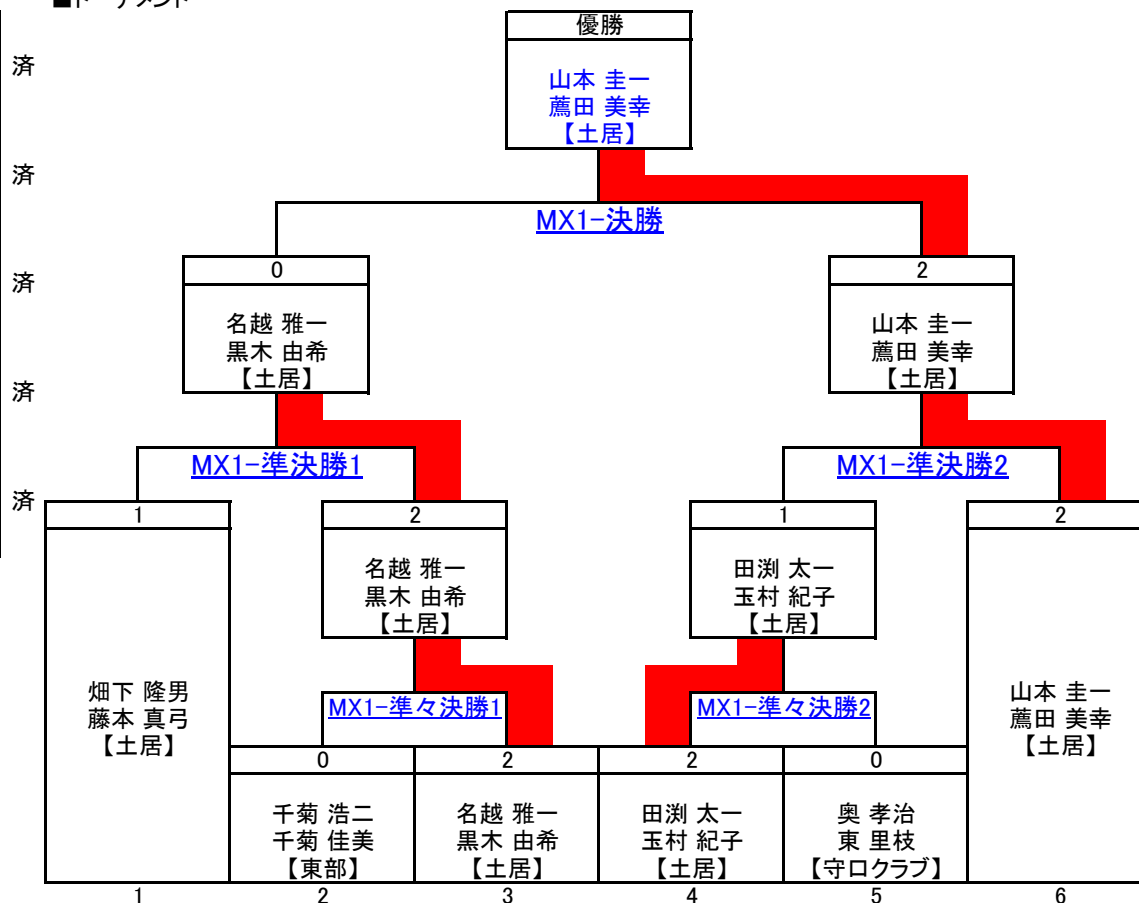 ■トーナメント
優勝
済
山本 圭一
薦田 美幸
【土居】
済
MX1-決勝
済
0
2
名越 雅一
黒木 由希
【土居】
山本 圭一
薦田 美幸
【土居】
済
MX1-準決勝1
MX1-準決勝2
済
1
2
1
2
名越 雅一
黒木 由希
【土居】
田渕 太一
玉村 紀子
【土居】
畑下 隆男
藤本 真弓
【土居】
MX1-準々決勝1
MX1-準々決勝2
山本 圭一
薦田 美幸
【土居】
0
2
2
0
千菊 浩二
千菊 佳美
【東部】
名越 雅一
黒木 由希
【土居】
田渕 太一
玉村 紀子
【土居】
奥 孝治
東 里枝
【守口クラブ】
1
2
3
4
5
6